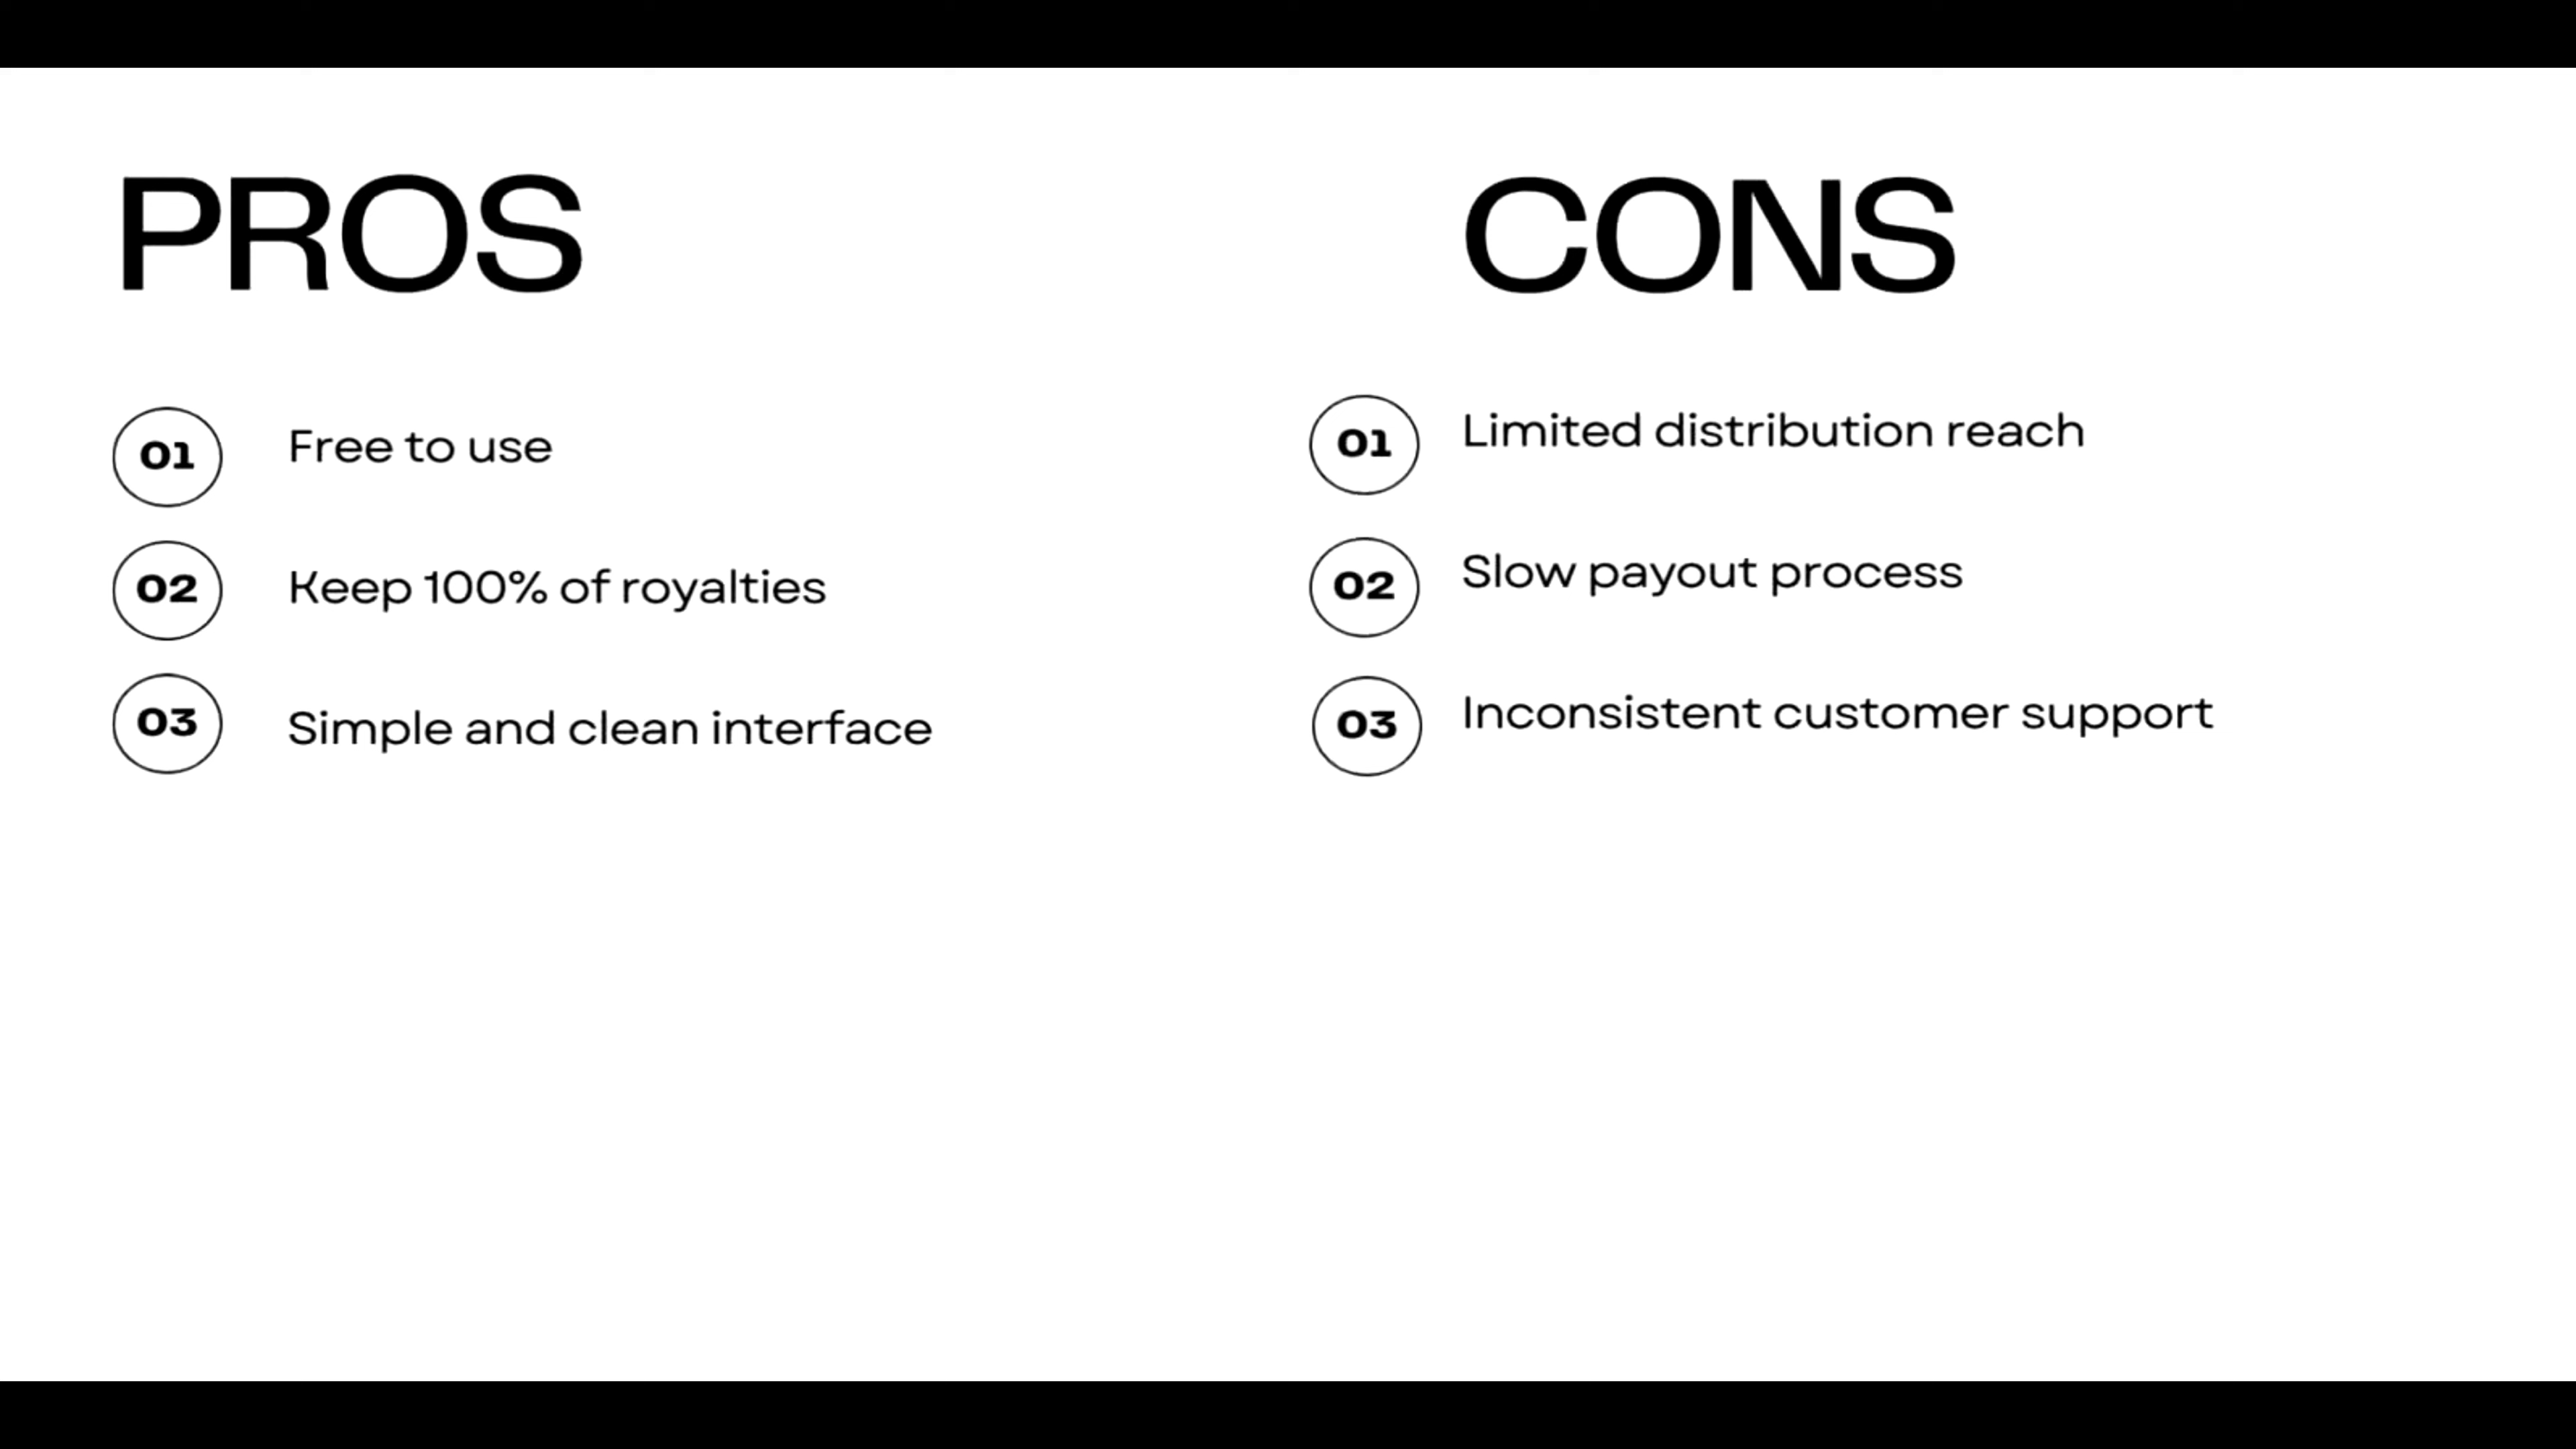 PROS
01 Free to use
02 Keep 100% of royalties
03 Simple and clean interface
CONS
01 Limited distribution reach
02 Slow payout process
03 Inconsistent customer support